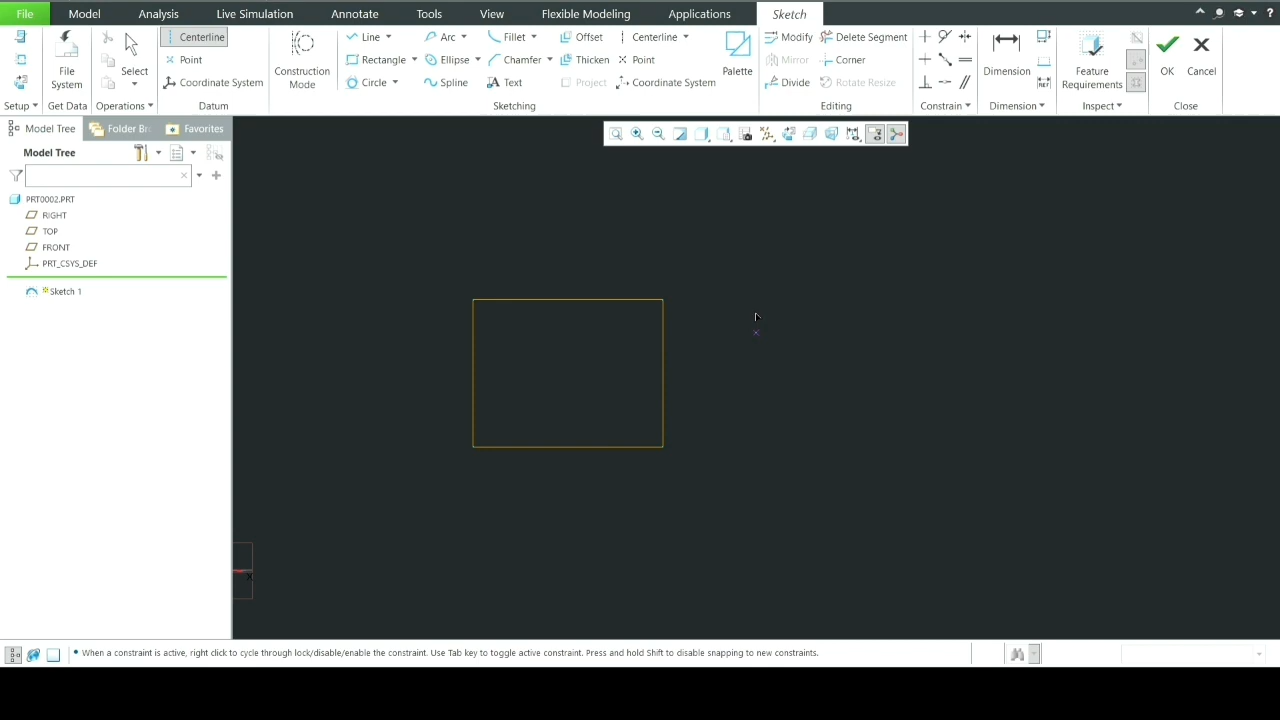 File Model Analysis Live Simulation Annotate Tools View Flexible Modeling Applications Sketch
Centerline Line Arc Fillet Offset Centerline Modify Delete Segment
Point Rectangle Ellipse Chamfer Thicken Point Mirror Corner
Coordinate System Circle Spline Text Project Coordinate System Divide Rotate Resize
File System Select Construction Mode Palette Dimension Feature Requirements OK Cancel
Setup Get Data Operations Datum Sketching Editing Constrain Dimension Inspect Close
Model Tree Folder Br Favorites
Model Tree
PRT0002.PRT
RIGHT
TOP
FRONT
PRT_CSYS_DEF
Sketch 1
X
• When a constraint is active, right click to cycle through lock/disable/enable the constraint. Use Tab key to toggle active constraint. Press and hold Shift to disable snapping to new constraints.